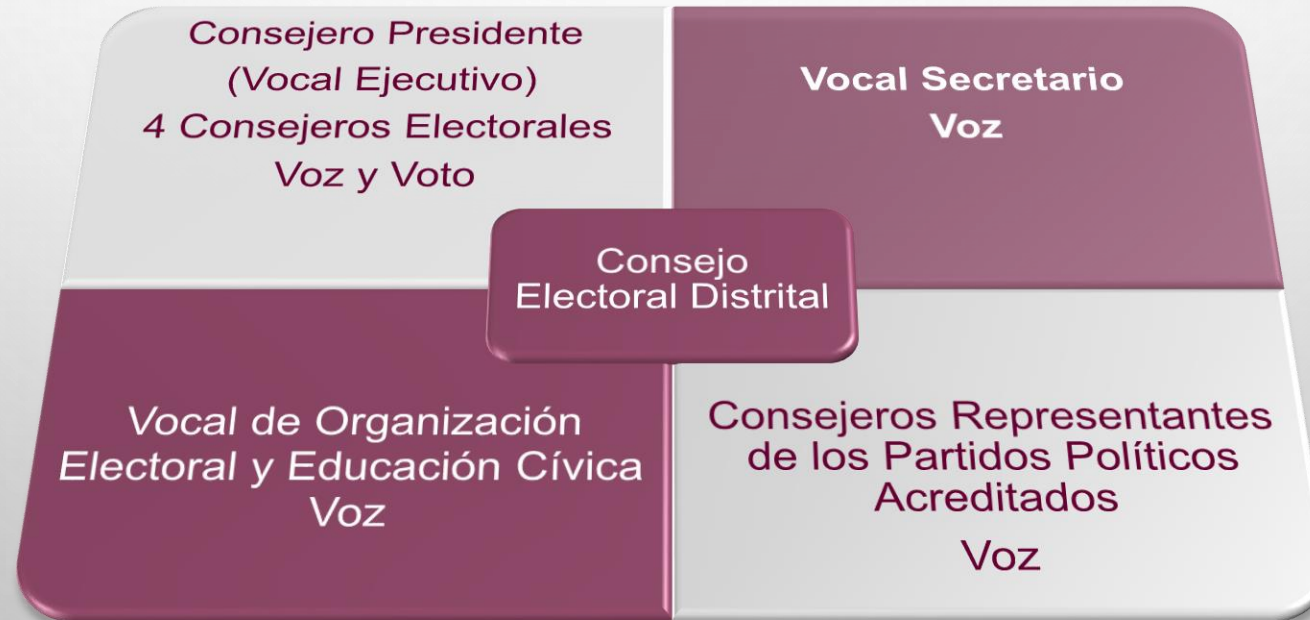 Consejero Presidente
(Vocal Ejecutivo)
4 Consejeros Electorales
Voz y Voto
Vocal Secretario
Voz
Consejo
Electoral Distrital
Vocal de Organización
Electoral y Educación Cívica
Voz
Consejeros Representantes
de los Partidos Políticos
Acreditados
Voz